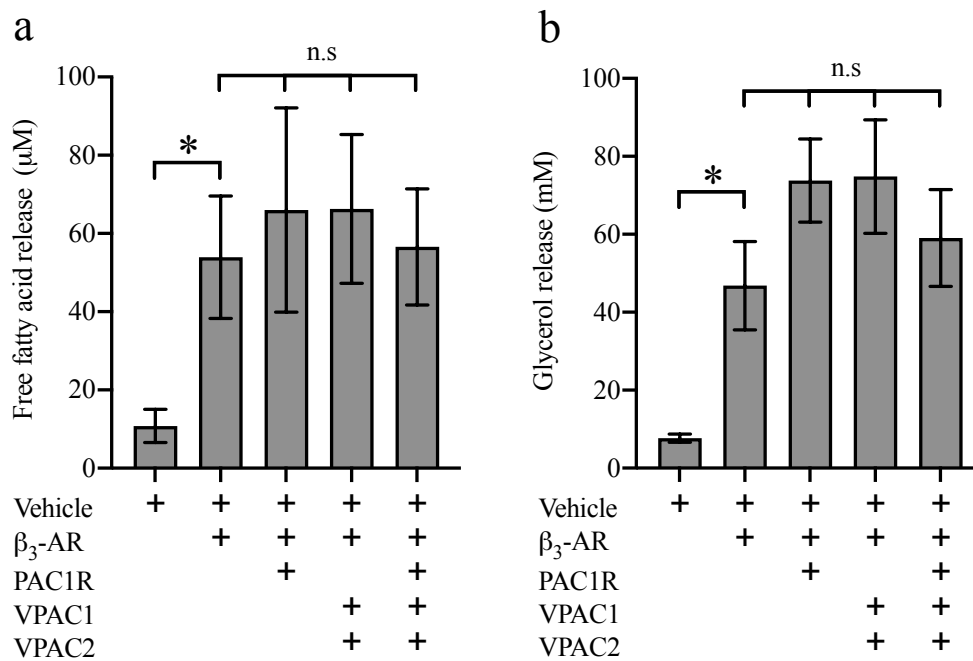 a
n.s
*
Free fatty acid release (μM)
100
80
60
40
20
0
Vehicle + + + + +
β₃-AR + + + +
PAC1R + +
VPAC1 + +
VPAC2 + +
b
n.s
*
Glycerol release (mM)
100
80
60
40
20
0
Vehicle + + + + +
β₃-AR + + + +
PAC1R + +
VPAC1 + +
VPAC2 + +